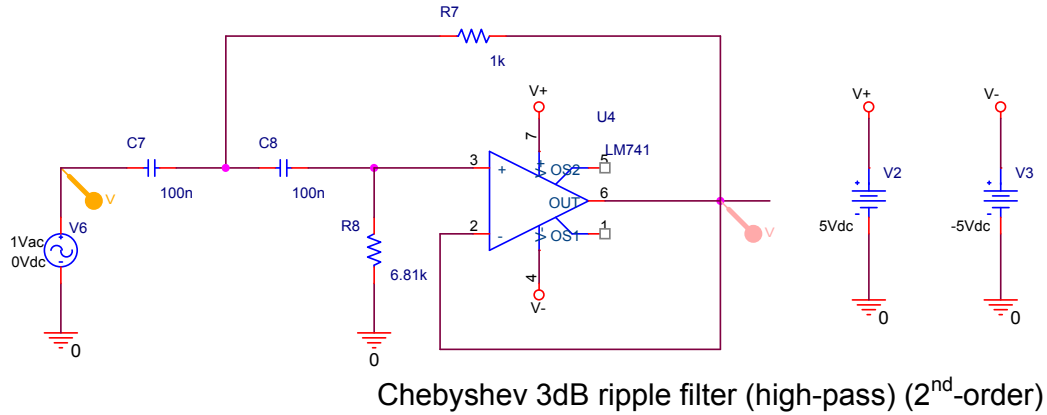 R7
1k
V+
V+
V-
U4
7
C7
C8
LM741
5
3
+
V+
OS2
V2
V3
V
6
OUT
V6
100n
100n
R8
2
-
V-
OS1
1
V
1Vac
0Vdc
5Vdc
-5Vdc
6.81k
4
V-
0
0
0
0
Chebyshev 3dB ripple filter (high-pass) (2nd-order)